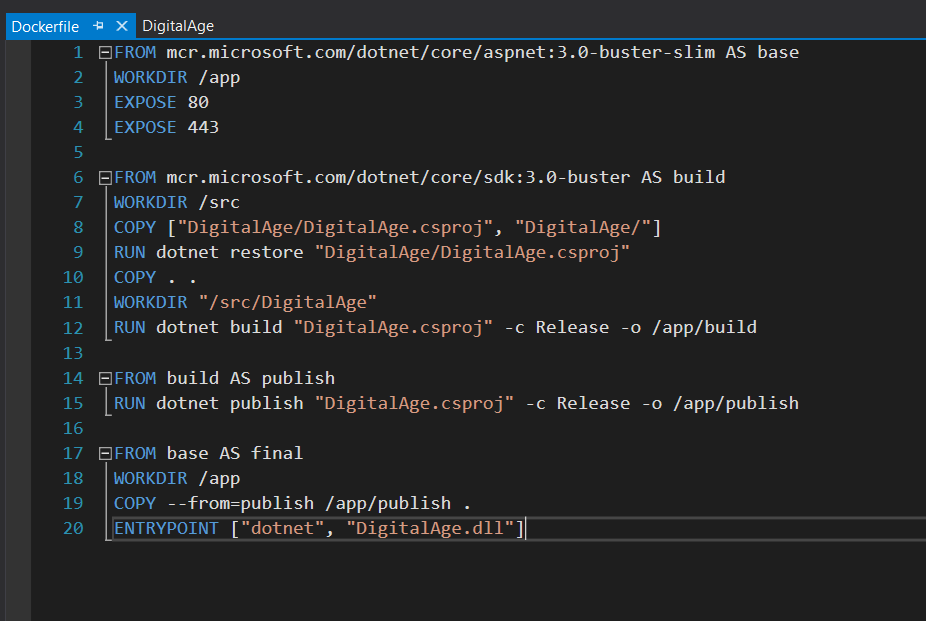 Dockerfile DigitalAge
1 FROM mcr.microsoft.com/dotnet/core/aspnet:3.0-buster-slim AS base
2 WORKDIR /app
3 EXPOSE 80
4 EXPOSE 443
5
6 FROM mcr.microsoft.com/dotnet/core/sdk:3.0-buster AS build
7 WORKDIR /src
8 COPY ["DigitalAge/DigitalAge.csproj", "DigitalAge/"]
9 RUN dotnet restore "DigitalAge/DigitalAge.csproj"
10 COPY . .
11 WORKDIR "/src/DigitalAge"
12 RUN dotnet build "DigitalAge.csproj" -c Release -o /app/build
13
14 FROM build AS publish
15 RUN dotnet publish "DigitalAge.csproj" -c Release -o /app/publish
16
17 FROM base AS final
18 WORKDIR /app
19 COPY --from=publish /app/publish .
20 ENTRYPOINT ["dotnet", "DigitalAge.dll"]